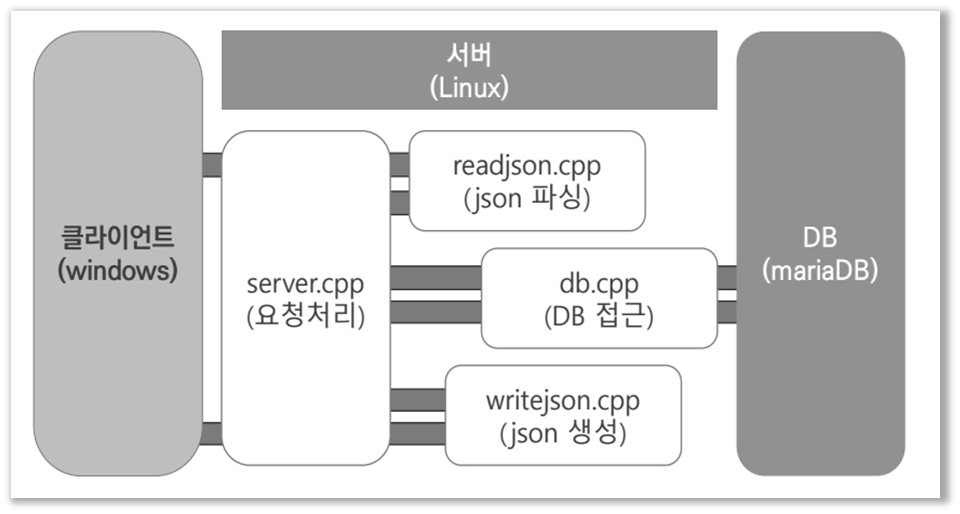 서버
(Linux)
클라이언트
(windows)
server.cpp
(요청처리)
readjson.cpp
(json 파싱)
db.cpp
(DB 접근)
writejson.cpp
(json 생성)
DB
(mariaDB)